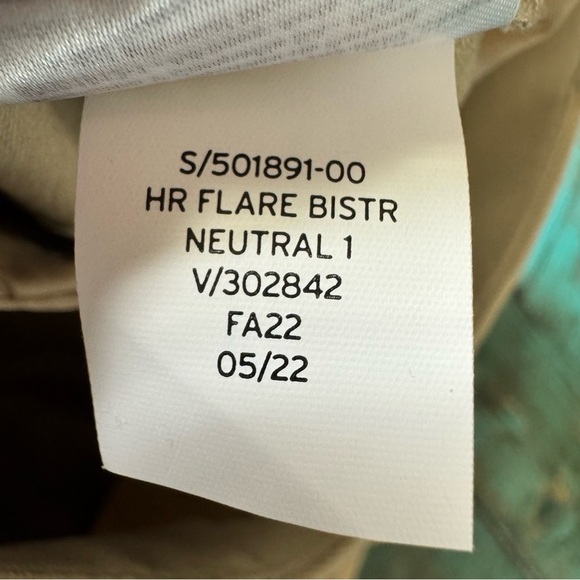 S/501891-00
HR FLARE BISTR
NEUTRAL 1
V/302842
FA22
05/22